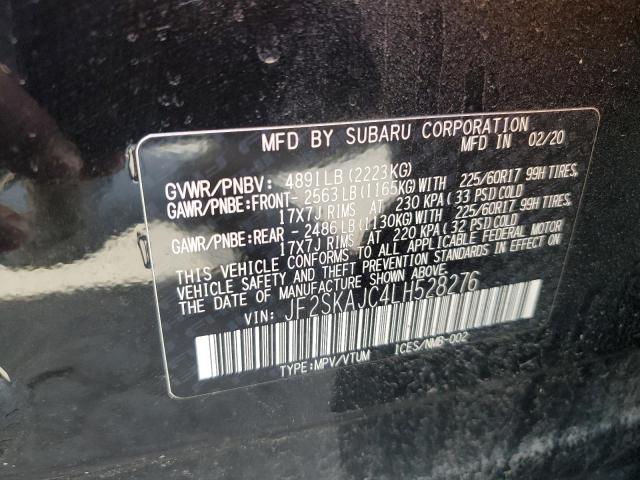 MFD BY SUBARU CORPORATION
MFD IN 02/20
GVWR/PNBV: 4891LB(2223KG)
GAWR/PNBE:FRONT- 2563LB(1165KG)WITH 225/60R17 99H TIRES,
17X7J RIMS AT 230 KPA (33 PSI)COLD
GAWR/PNBE:REAR - 2486LB(1130KG)WITH 225/60R17 99H TIRES,
17X7J RIMS AT 220 KPA (32 PSI)COLD
THIS VEHICLE CONFORMS TO ALL APPLICABLE FEDERAL MOTOR
VEHICLE SAFETY AND THEFT PREVENTION STANDARDS IN EFFECT ON
THE DATE OF MANUFACTURE SHOWN ABOVE.
VIN: JF2SKAJC4LH528276
TYPE:MPV/VTUM ICES/NMB-002